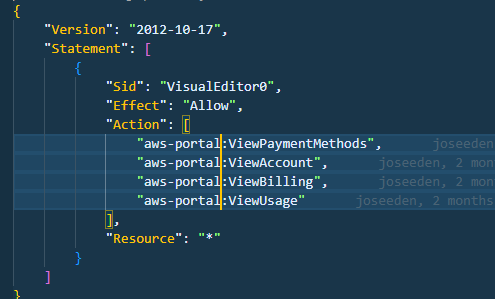 {
"Version": "2012-10-17",
"Statement": [
{
"Sid": "VisualEditor0",
"Effect": "Allow",
"Action": [
"aws-portal:ViewPaymentMethods", joseeden
"aws-portal:ViewAccount", joseeden, 2 mon
"aws-portal:ViewBilling", joseeden, 2 mon
"aws-portal:ViewUsage" joseeden, 2 months
],
"Resource": "*"
}
]
}